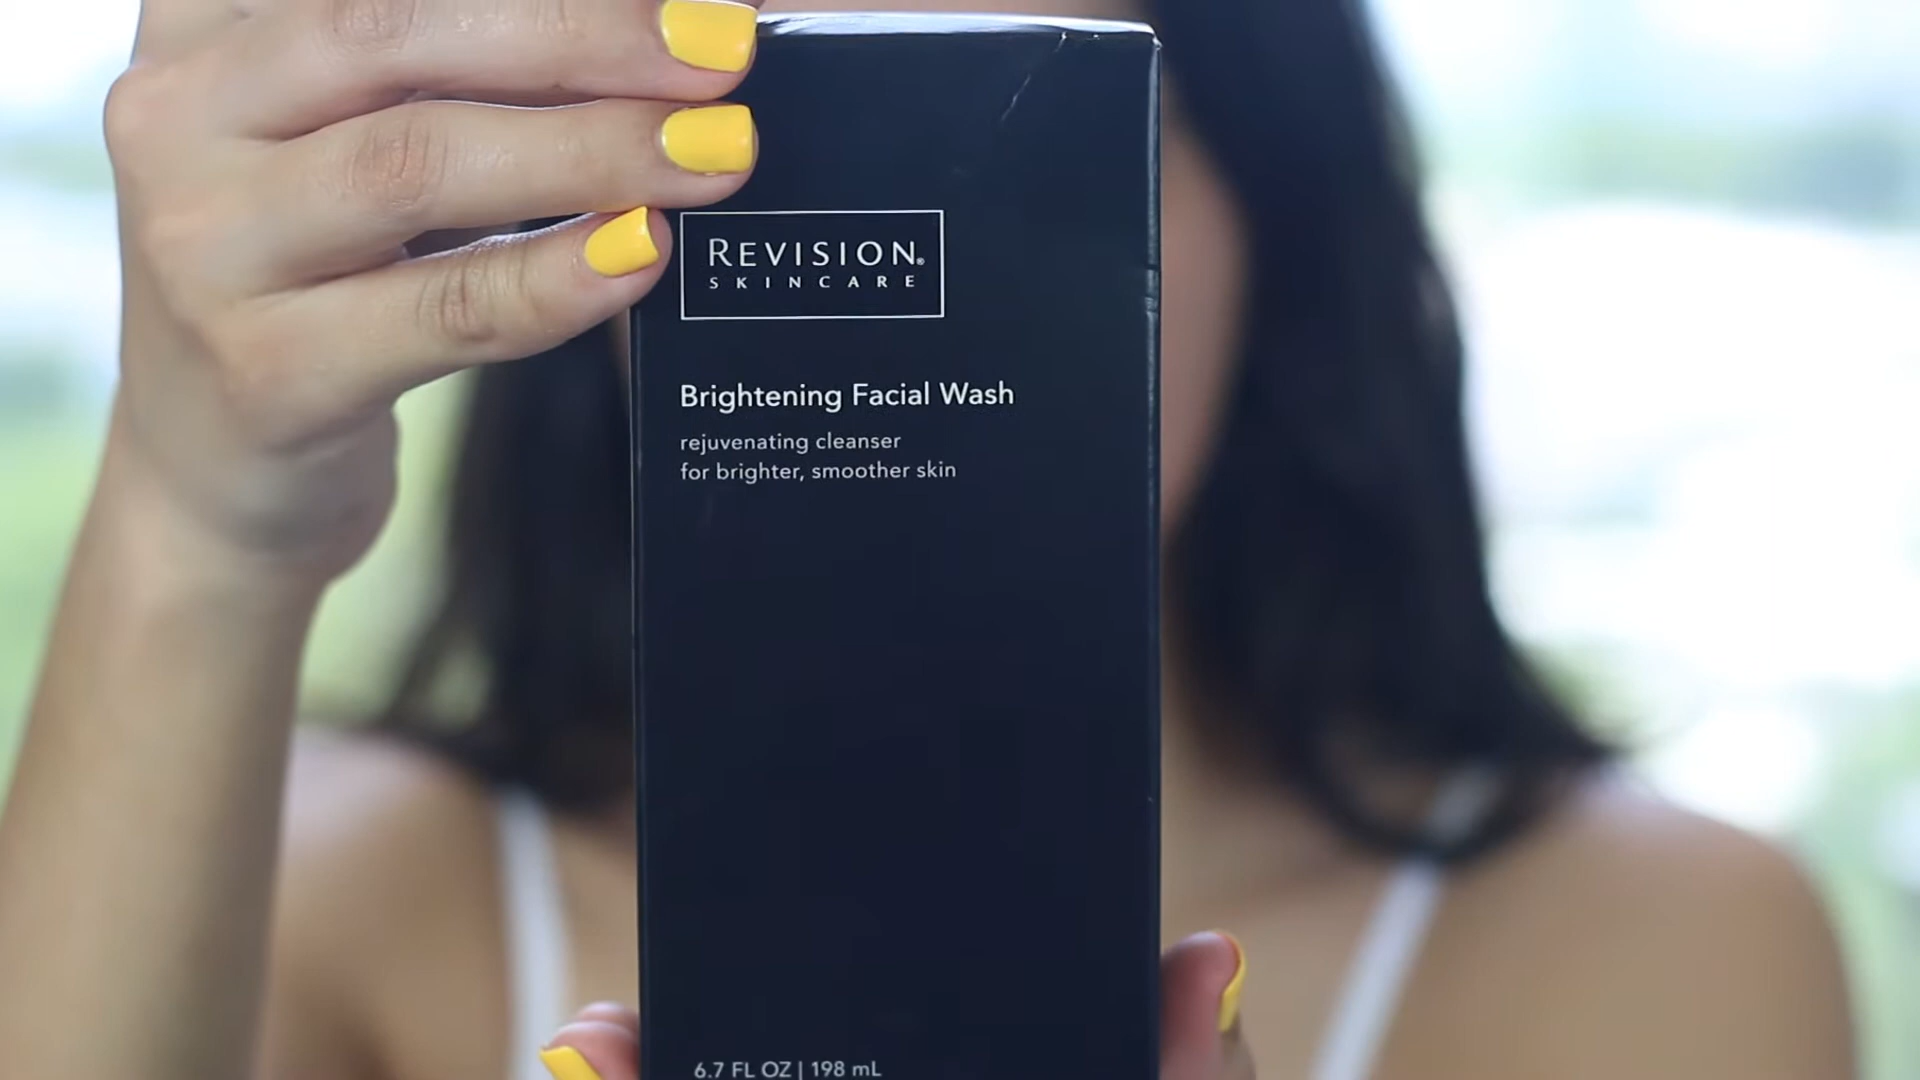 REVISION®
SKINCARE
Brightening Facial Wash
rejuvenating cleanser
for brighter, smoother skin
6.7 FL OZ | 198 mL